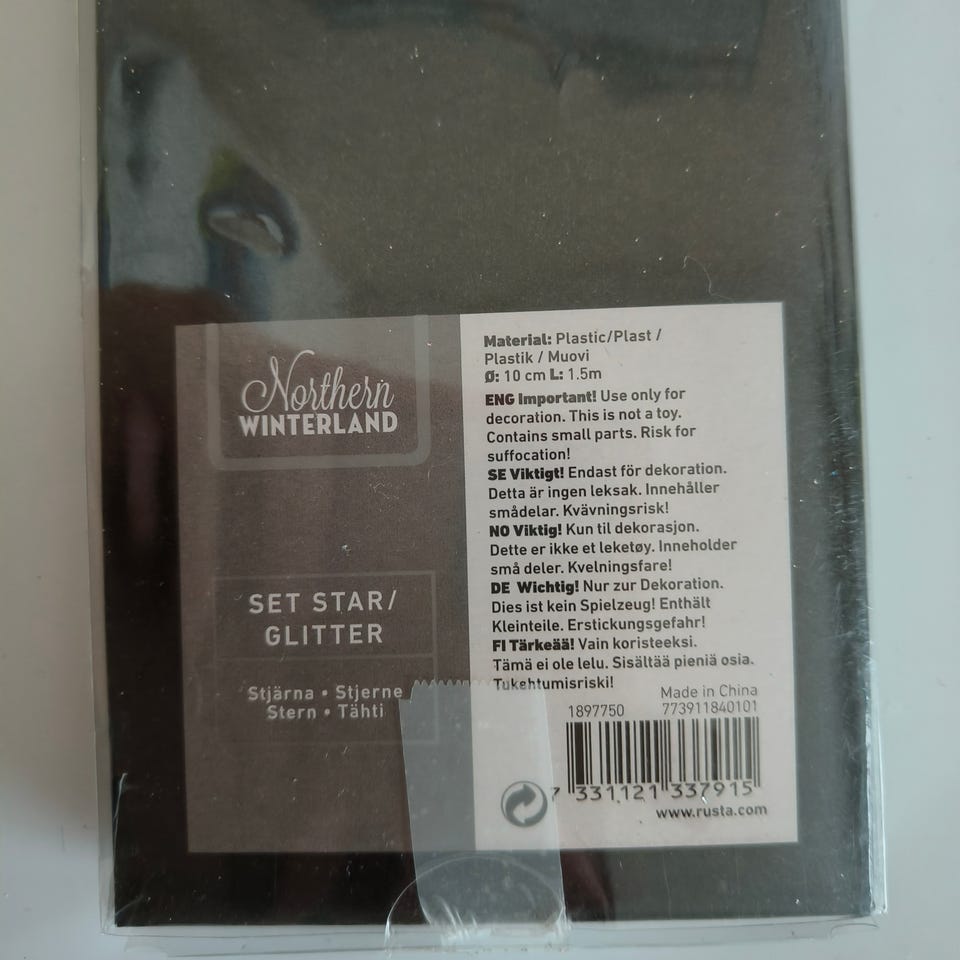 Northern
WINTERLAND
SET STAR/
GLITTER
Stjärna • Stjerne
Stern • Tähti
Material: Plastic/Plast /
Plastik / Muovi
Ø: 10 cm L: 1.5m
ENG Important! Use only for
decoration. This is not a toy.
Contains small parts. Risk for
suffocation!
SE Viktigt! Endast för dekoration.
Detta är ingen leksak. Innehåller
smådelar. Kvävningsrisk!
NO Viktig! Kun til dekorasjon.
Dette er ikke et leketøy. Inneholder
små deler. Kvelningsfare!
DE Wichtig! Nur zur Dekoration.
Dies ist kein Spielzeug! Enthält
Kleinteile. Erstickungsgefahr!
FI Tärkeää! Vain koristeeksi.
Tämä ei ole lelu. Sisältää pieniä osia.
Tukehtumisriski!
Made in China
1897750 773911840101
7 331121 337915
www.rusta.com